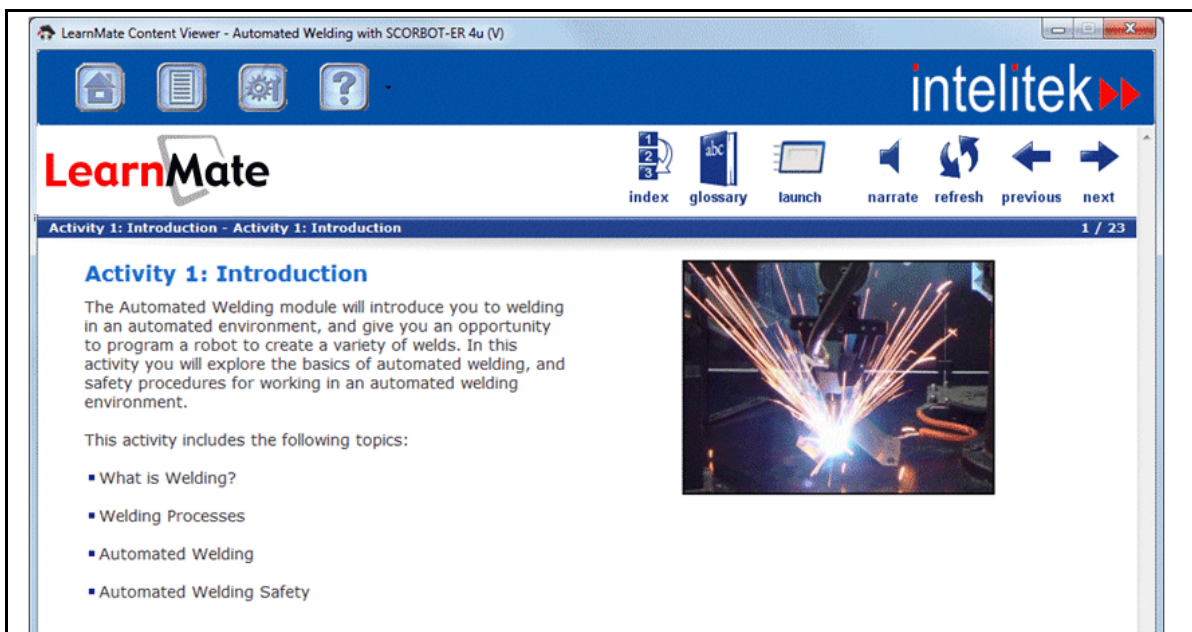 LearnMate Content Viewer - Automated Welding with SCORBOT-ER 4u (V)
intelitek
LearnMate
1
2
3
abc
index glossary launch narrate refresh previous next
Activity 1: Introduction - Activity 1: Introduction 1 / 23
Activity 1: Introduction
The Automated Welding module will introduce you to welding
in an automated environment, and give you an opportunity
to program a robot to create a variety of welds. In this
activity you will explore the basics of automated welding, and
safety procedures for working in an automated welding
environment.
This activity includes the following topics:
▪ What is Welding?
▪ Welding Processes
▪ Automated Welding
▪ Automated Welding Safety